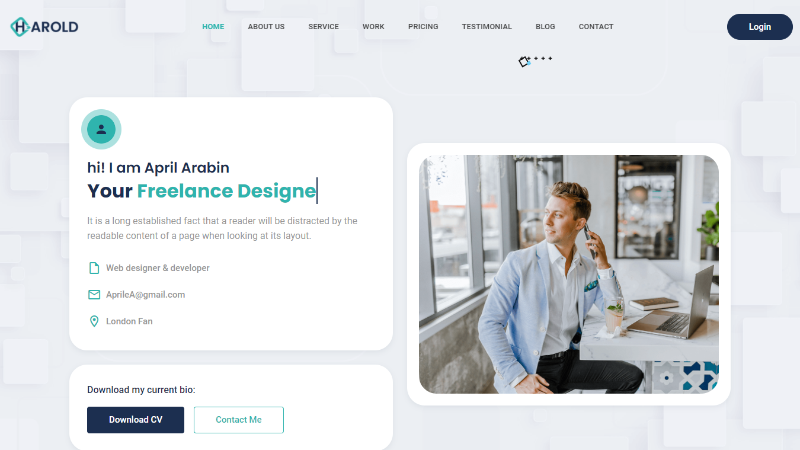 HAROLD
HOME ABOUT US SERVICE WORK PRICING TESTIMONIAL BLOG CONTACT
Login
hi! I am April Arabin
Your Freelance Designe
It is a long established fact that a reader will be distracted by the
readable content of a page when looking at its layout.
Web designer & developer
AprileA@gmail.com
London Fan
Download my current bio:
Download CV
Contact Me